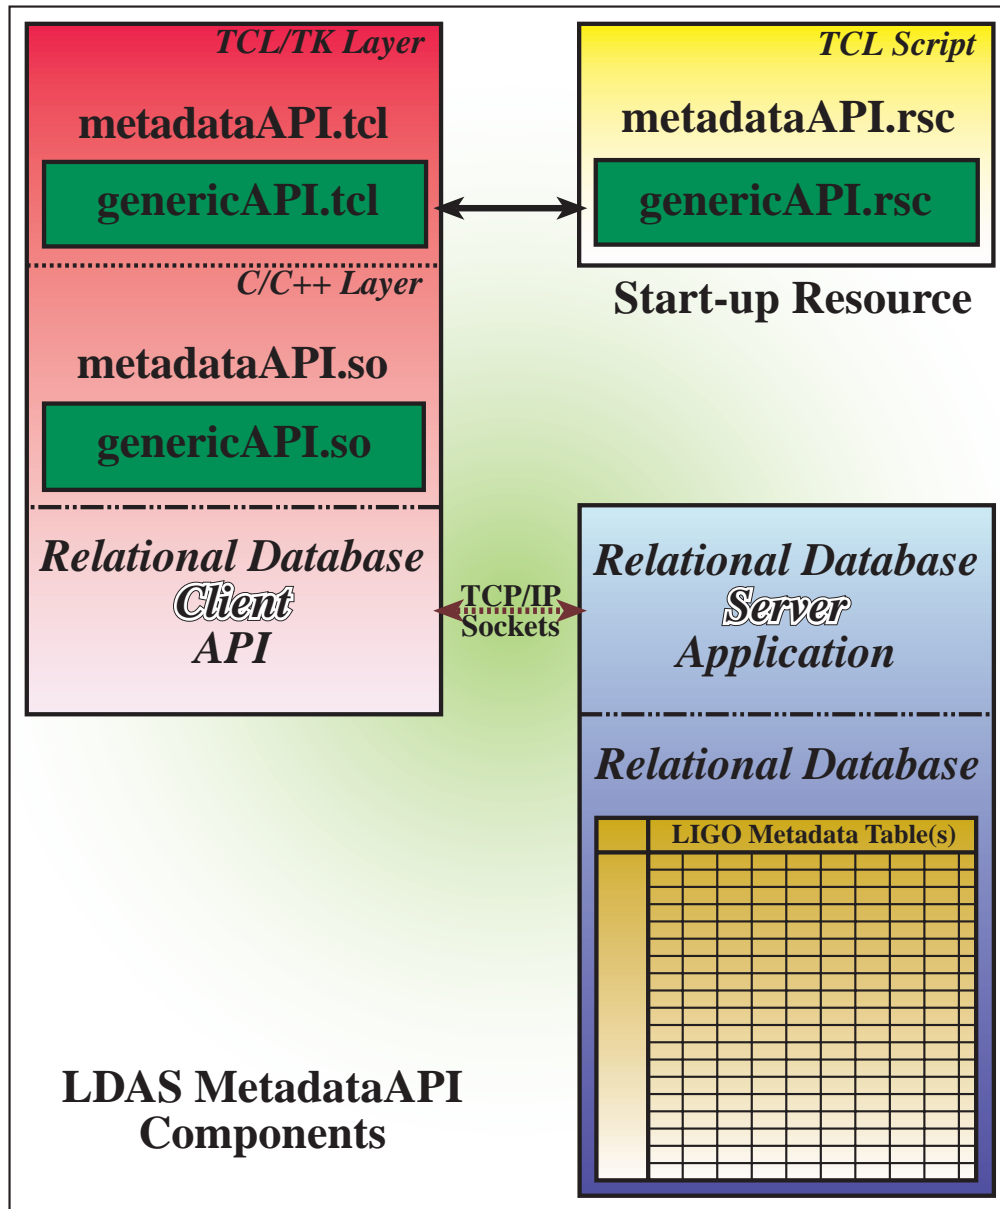 TCL/TK Layer
metadataAPI.tcl
genericAPI.tcl
C/C++ Layer
metadataAPI.so
genericAPI.so
Relational Database
Client
API
TCL Script
metadataAPI.rsc
genericAPI.rsc
Start-up Resource
TCP/IP
Sockets
Relational Database
Server
Application
Relational Database
LIGO Metadata Table(s)
LDAS MetadataAPI
Components